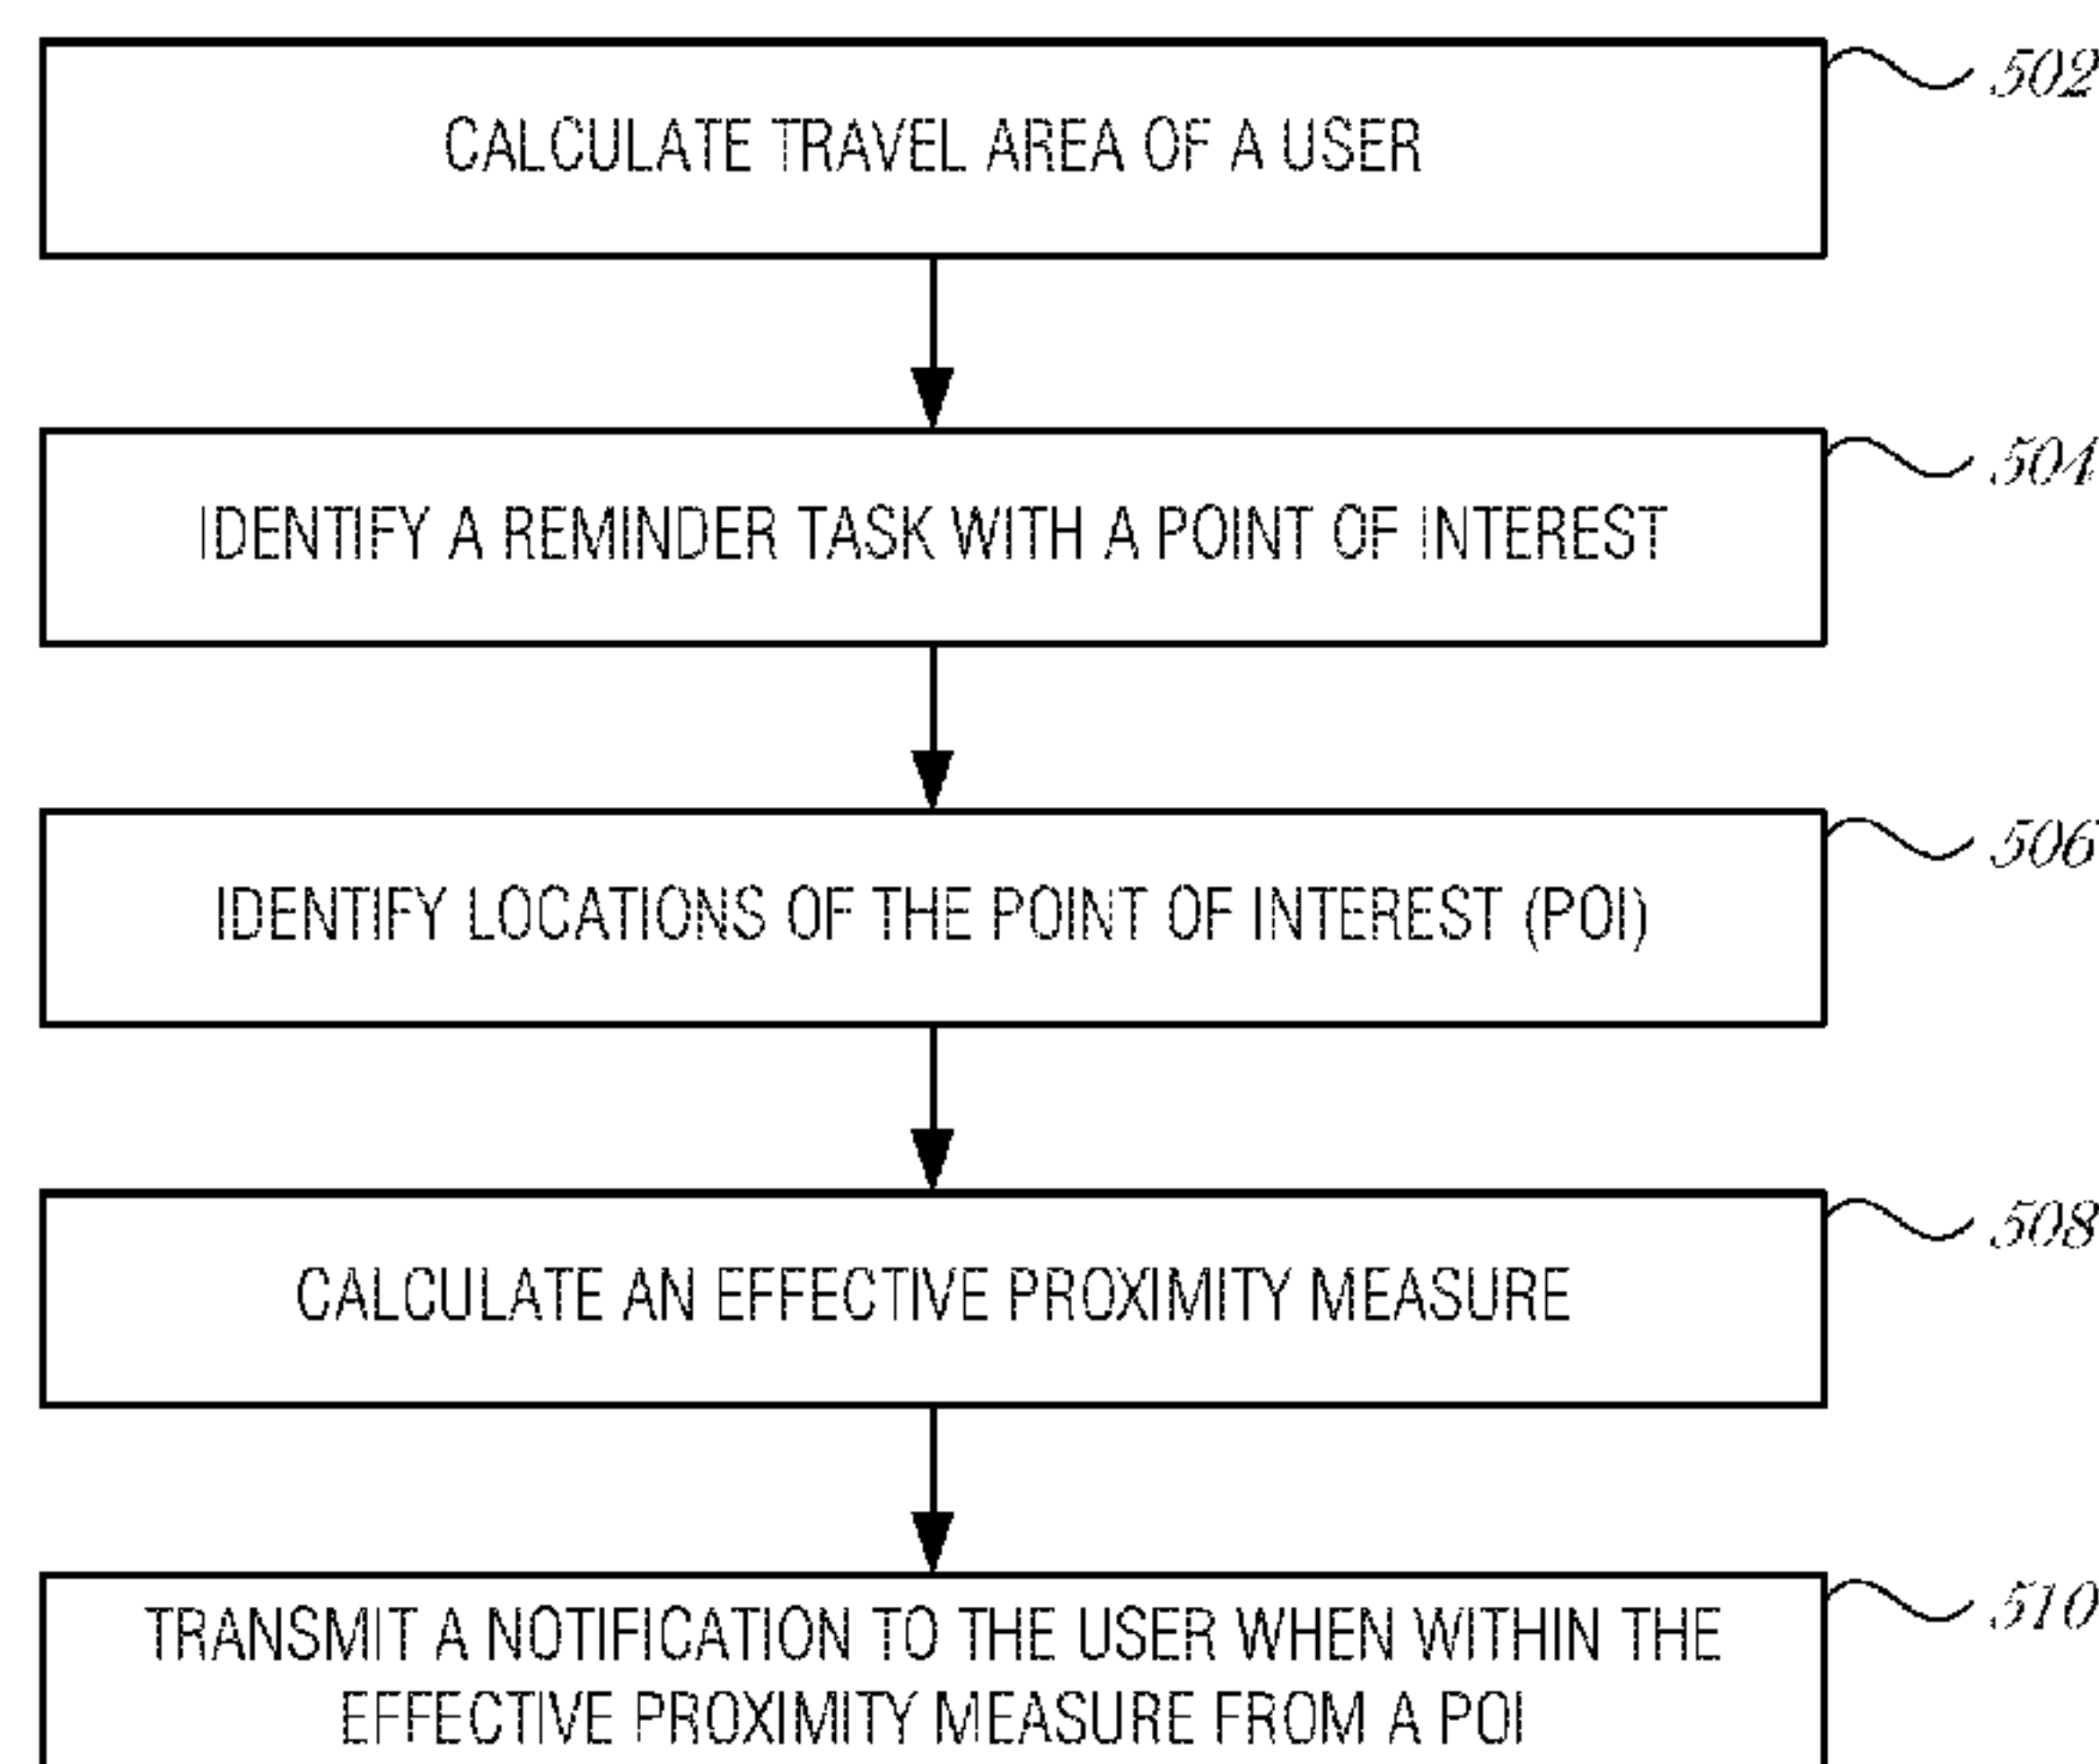 CALCULATE TRAVEL AREA OF A USER
502
IDENTIFY A REMINDER TASK WITH A POINT OF INTEREST
504
IDENTIFY LOCATIONS OF THE POINT OF INTEREST (POI)
506
CALCULATE AN EFFECTIVE PROXIMITY MEASURE
508
TRANSMIT A NOTIFICATION TO THE USER WHEN WITHIN THE
EFFECTIVE PROXIMITY MEASURE FROM A POI
510